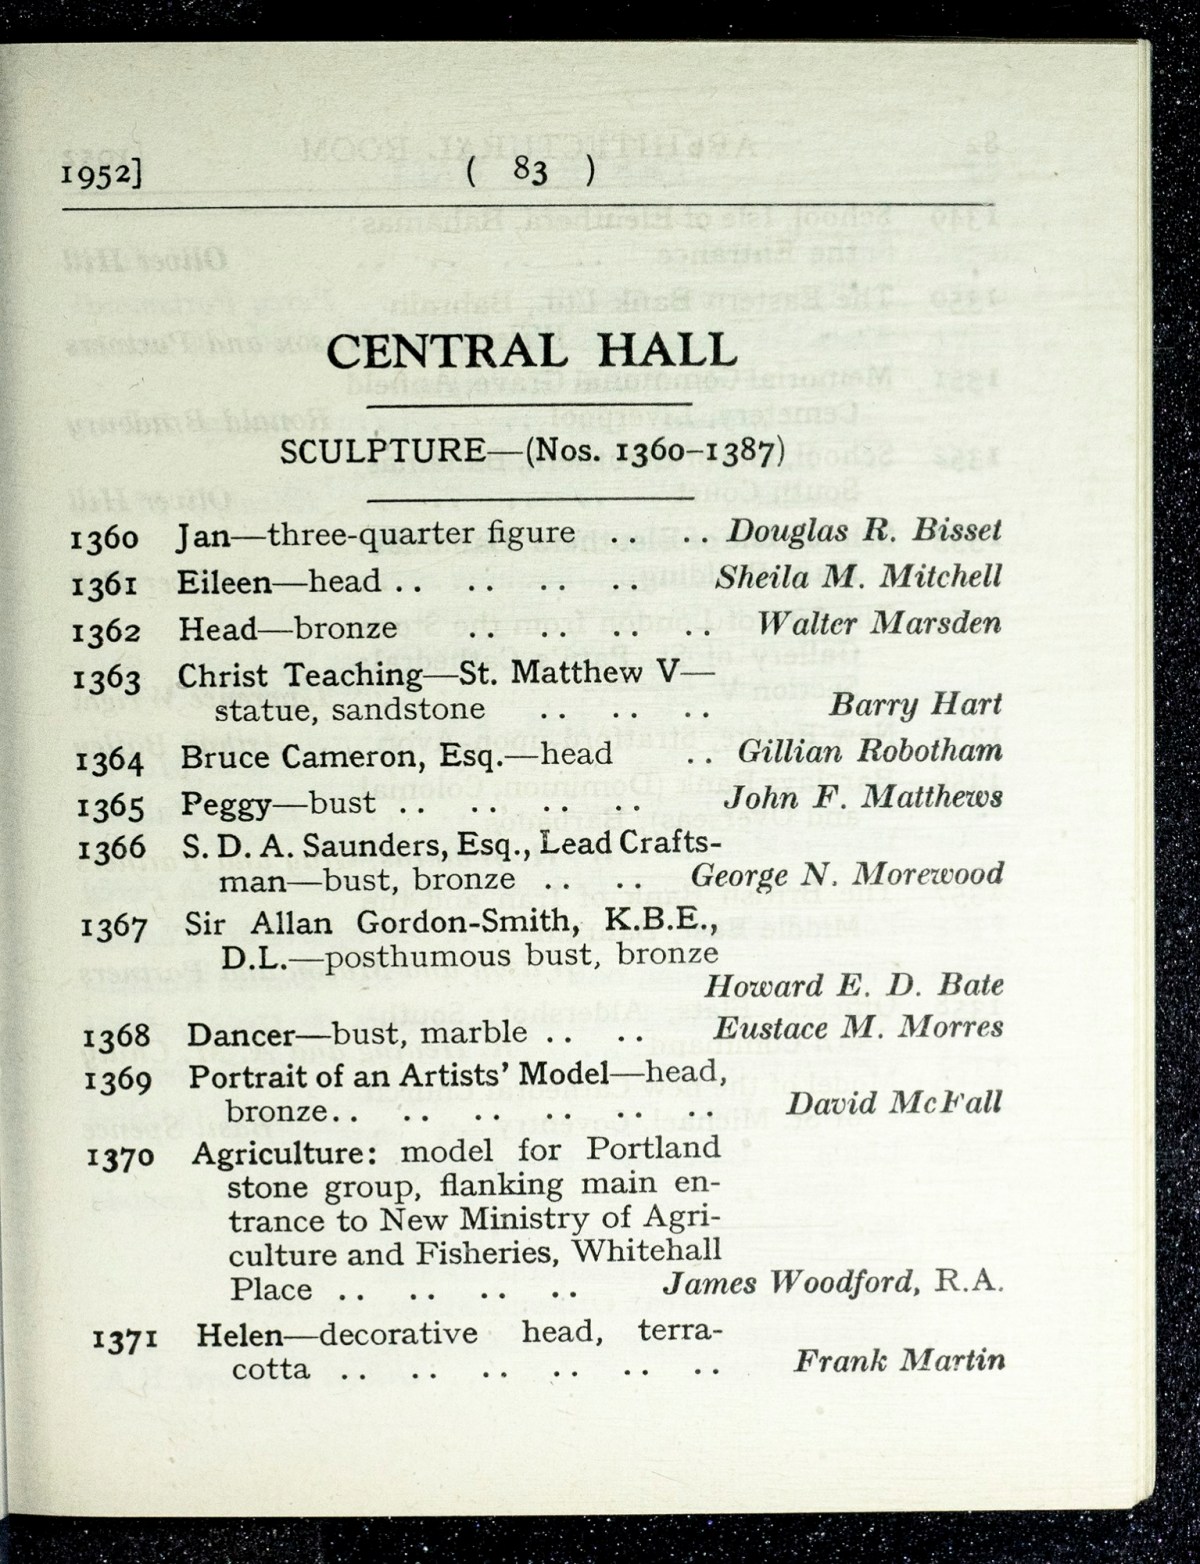 1952] ( 83 )
CENTRAL HALL
SCULPTURE—(Nos. 1360-1387)
1360 Jan—three-quarter figure .. .. Douglas R. Bisset
1361 Eileen—head .. .. .. .. Sheila M. Mitchell
1362 Head—bronze .. .. .. .. Walter Marsden
1363 Christ Teaching—St. Matthew V—
statue, sandstone .. .. .. Barry Hart
1364 Bruce Cameron, Esq.—head .. Gillian Robotham
1365 Peggy—bust .. .. .. .. John F. Matthews
1366 S. D. A. Saunders, Esq., Lead Crafts-
man—bust, bronze .. .. George N. Morewood
1367 Sir Allan Gordon-Smith, K.B.E.,
D.L.—posthumous bust, bronze
Howard E. D. Bate
1368 Dancer—bust, marble .. .. Eustace M. Morres
1369 Portrait of an Artists' Model—head,
bronze.. .. .. .. .. .. David McFall
1370 Agriculture: model for Portland
stone group, flanking main en-
trance to New Ministry of Agri-
culture and Fisheries, Whitehall
Place .. .. .. .. James Woodford, R.A.
1371 Helen—decorative head, terra-
cotta .. .. .. .. .. .. Frank Martin